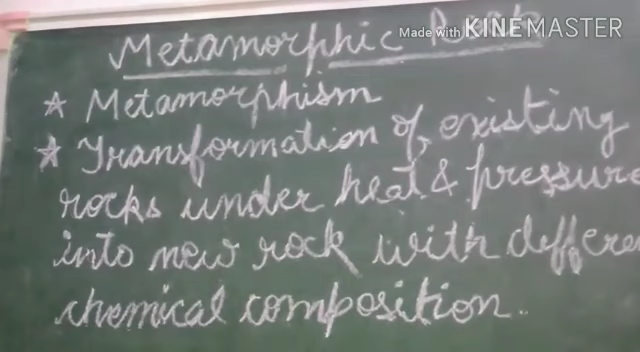 Made with KINEMASTER
Metamorphic Rock
☆ Metamorphism
☆ Transformation of existing
rocks under heat & pressure
into new rock with differe
chemical composition.